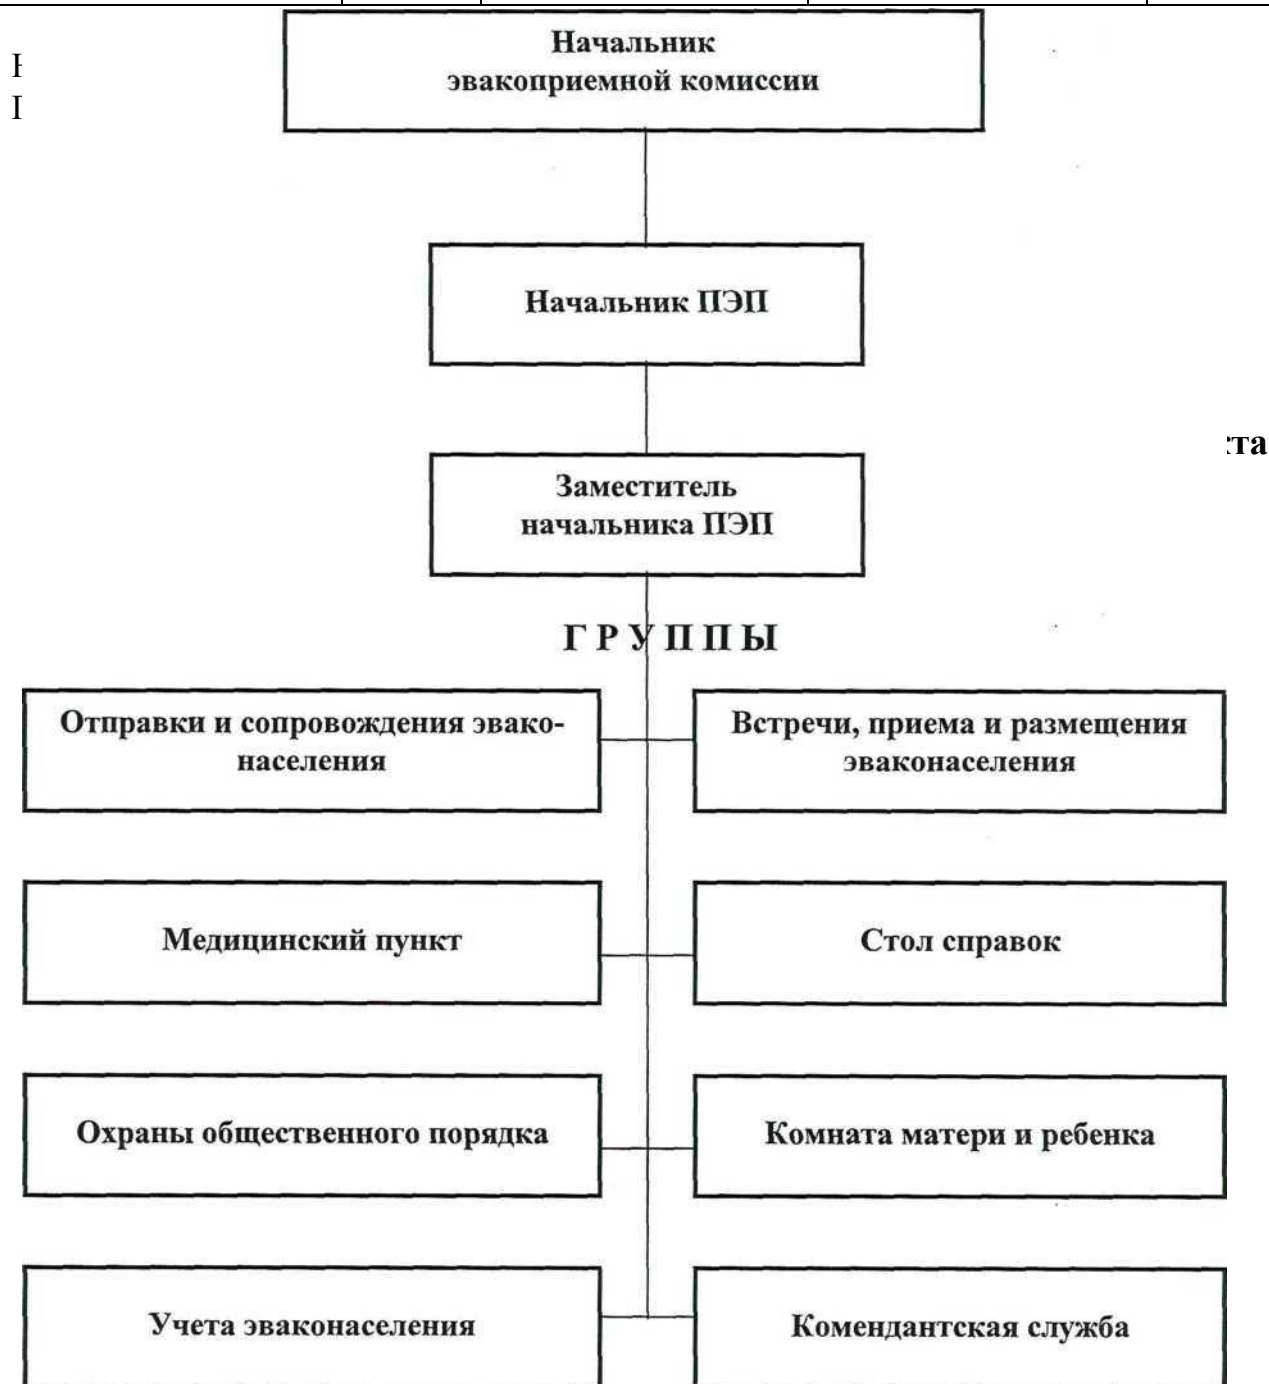 Начальник
эвакоприемной комиссии
Начальник ПЭП
ста
Заместитель
начальника ПЭП
ГРУППЫ
Отправки и сопровождения эвако-
населения
Встречи, приема и размещения
эваконаселения
Медицинский пункт
Стол справок
Охраны общественного порядка
Комната матери и ребенка
Учета эваконаселения
Комендантская служба